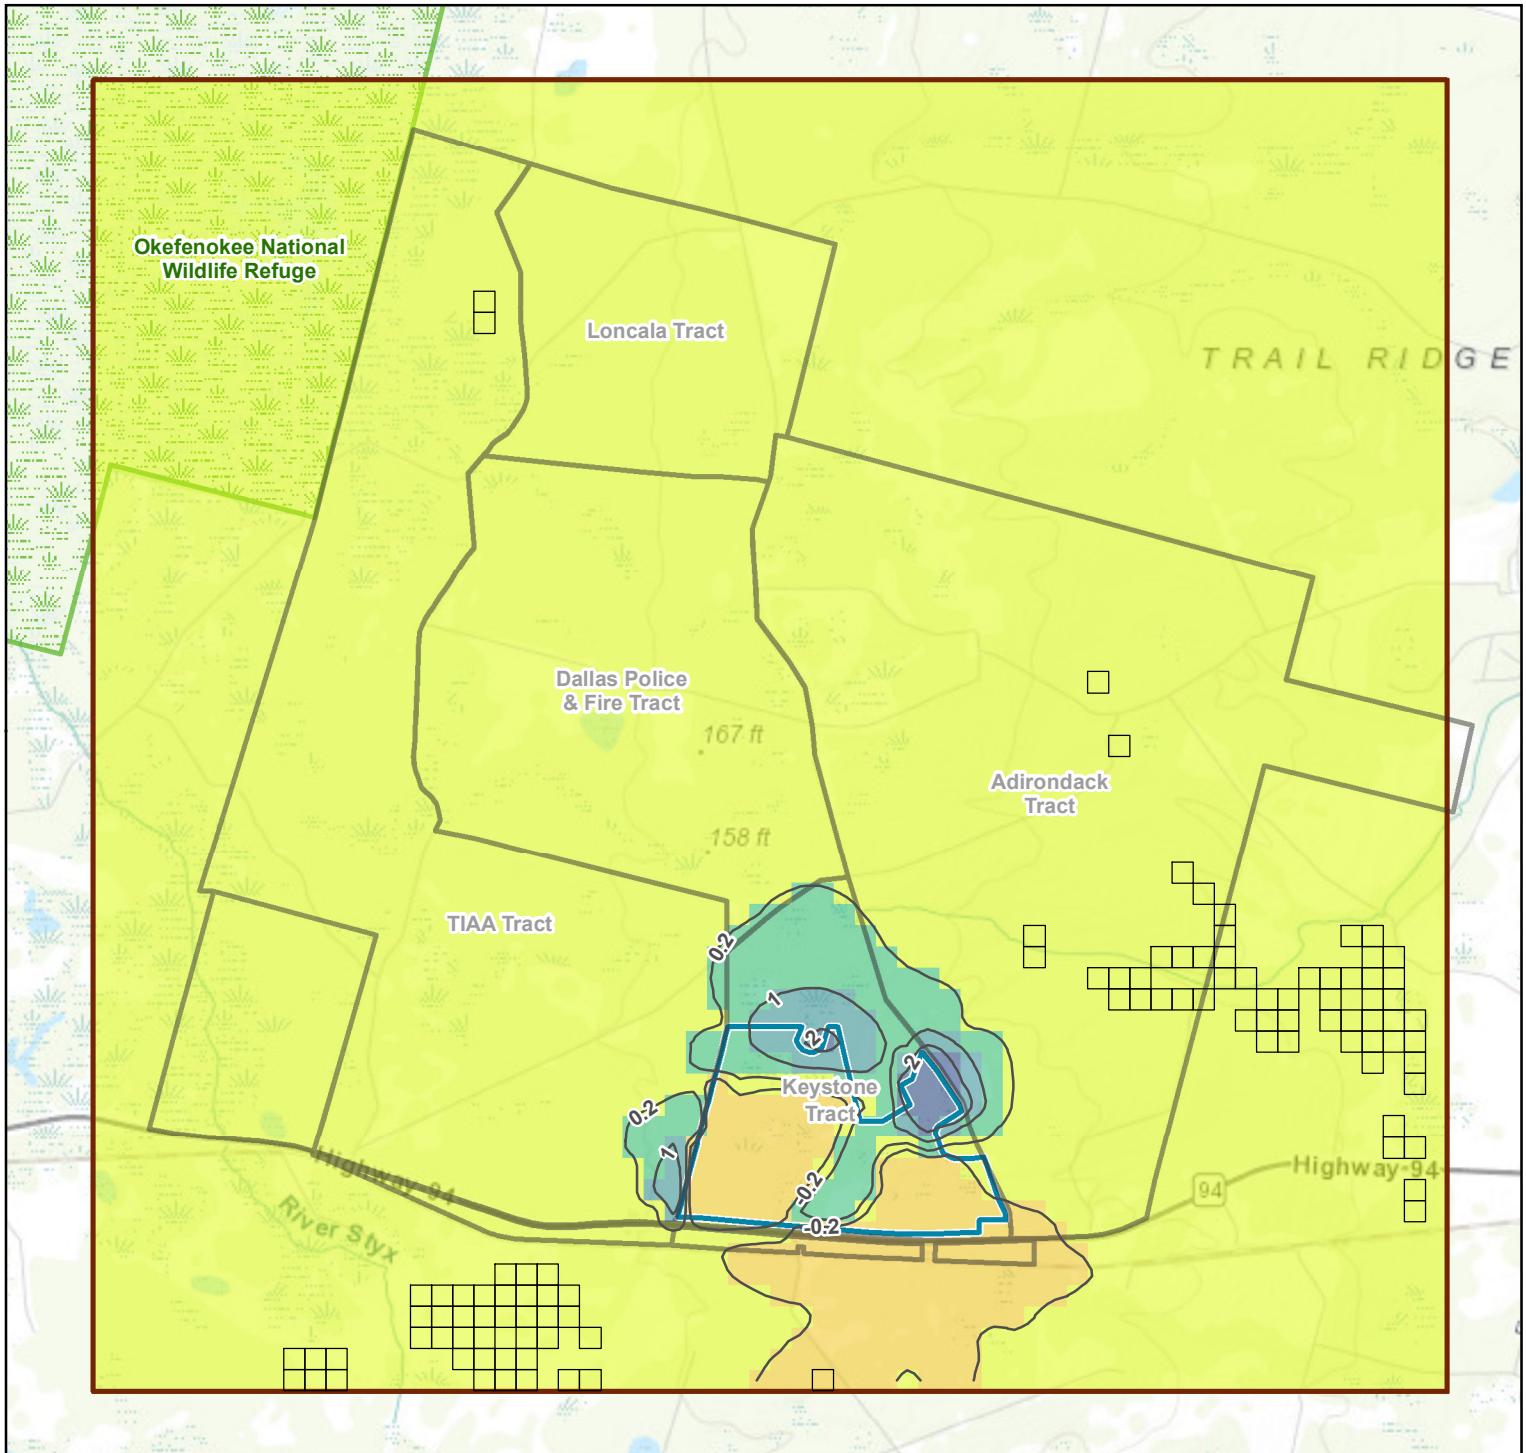 Okefenokee National
Wildlife Refuge
Loncala Tract
TRAIL RIDGE
Dallas Police
& Fire Tract
167 ft
Adirondack
Tract
158 ft
TIAA Tract
0.2
1
2
2
Keystone
Tract
0.2
1
-0.2
-0.2
Highway 94
94
Highway 94
River Styx